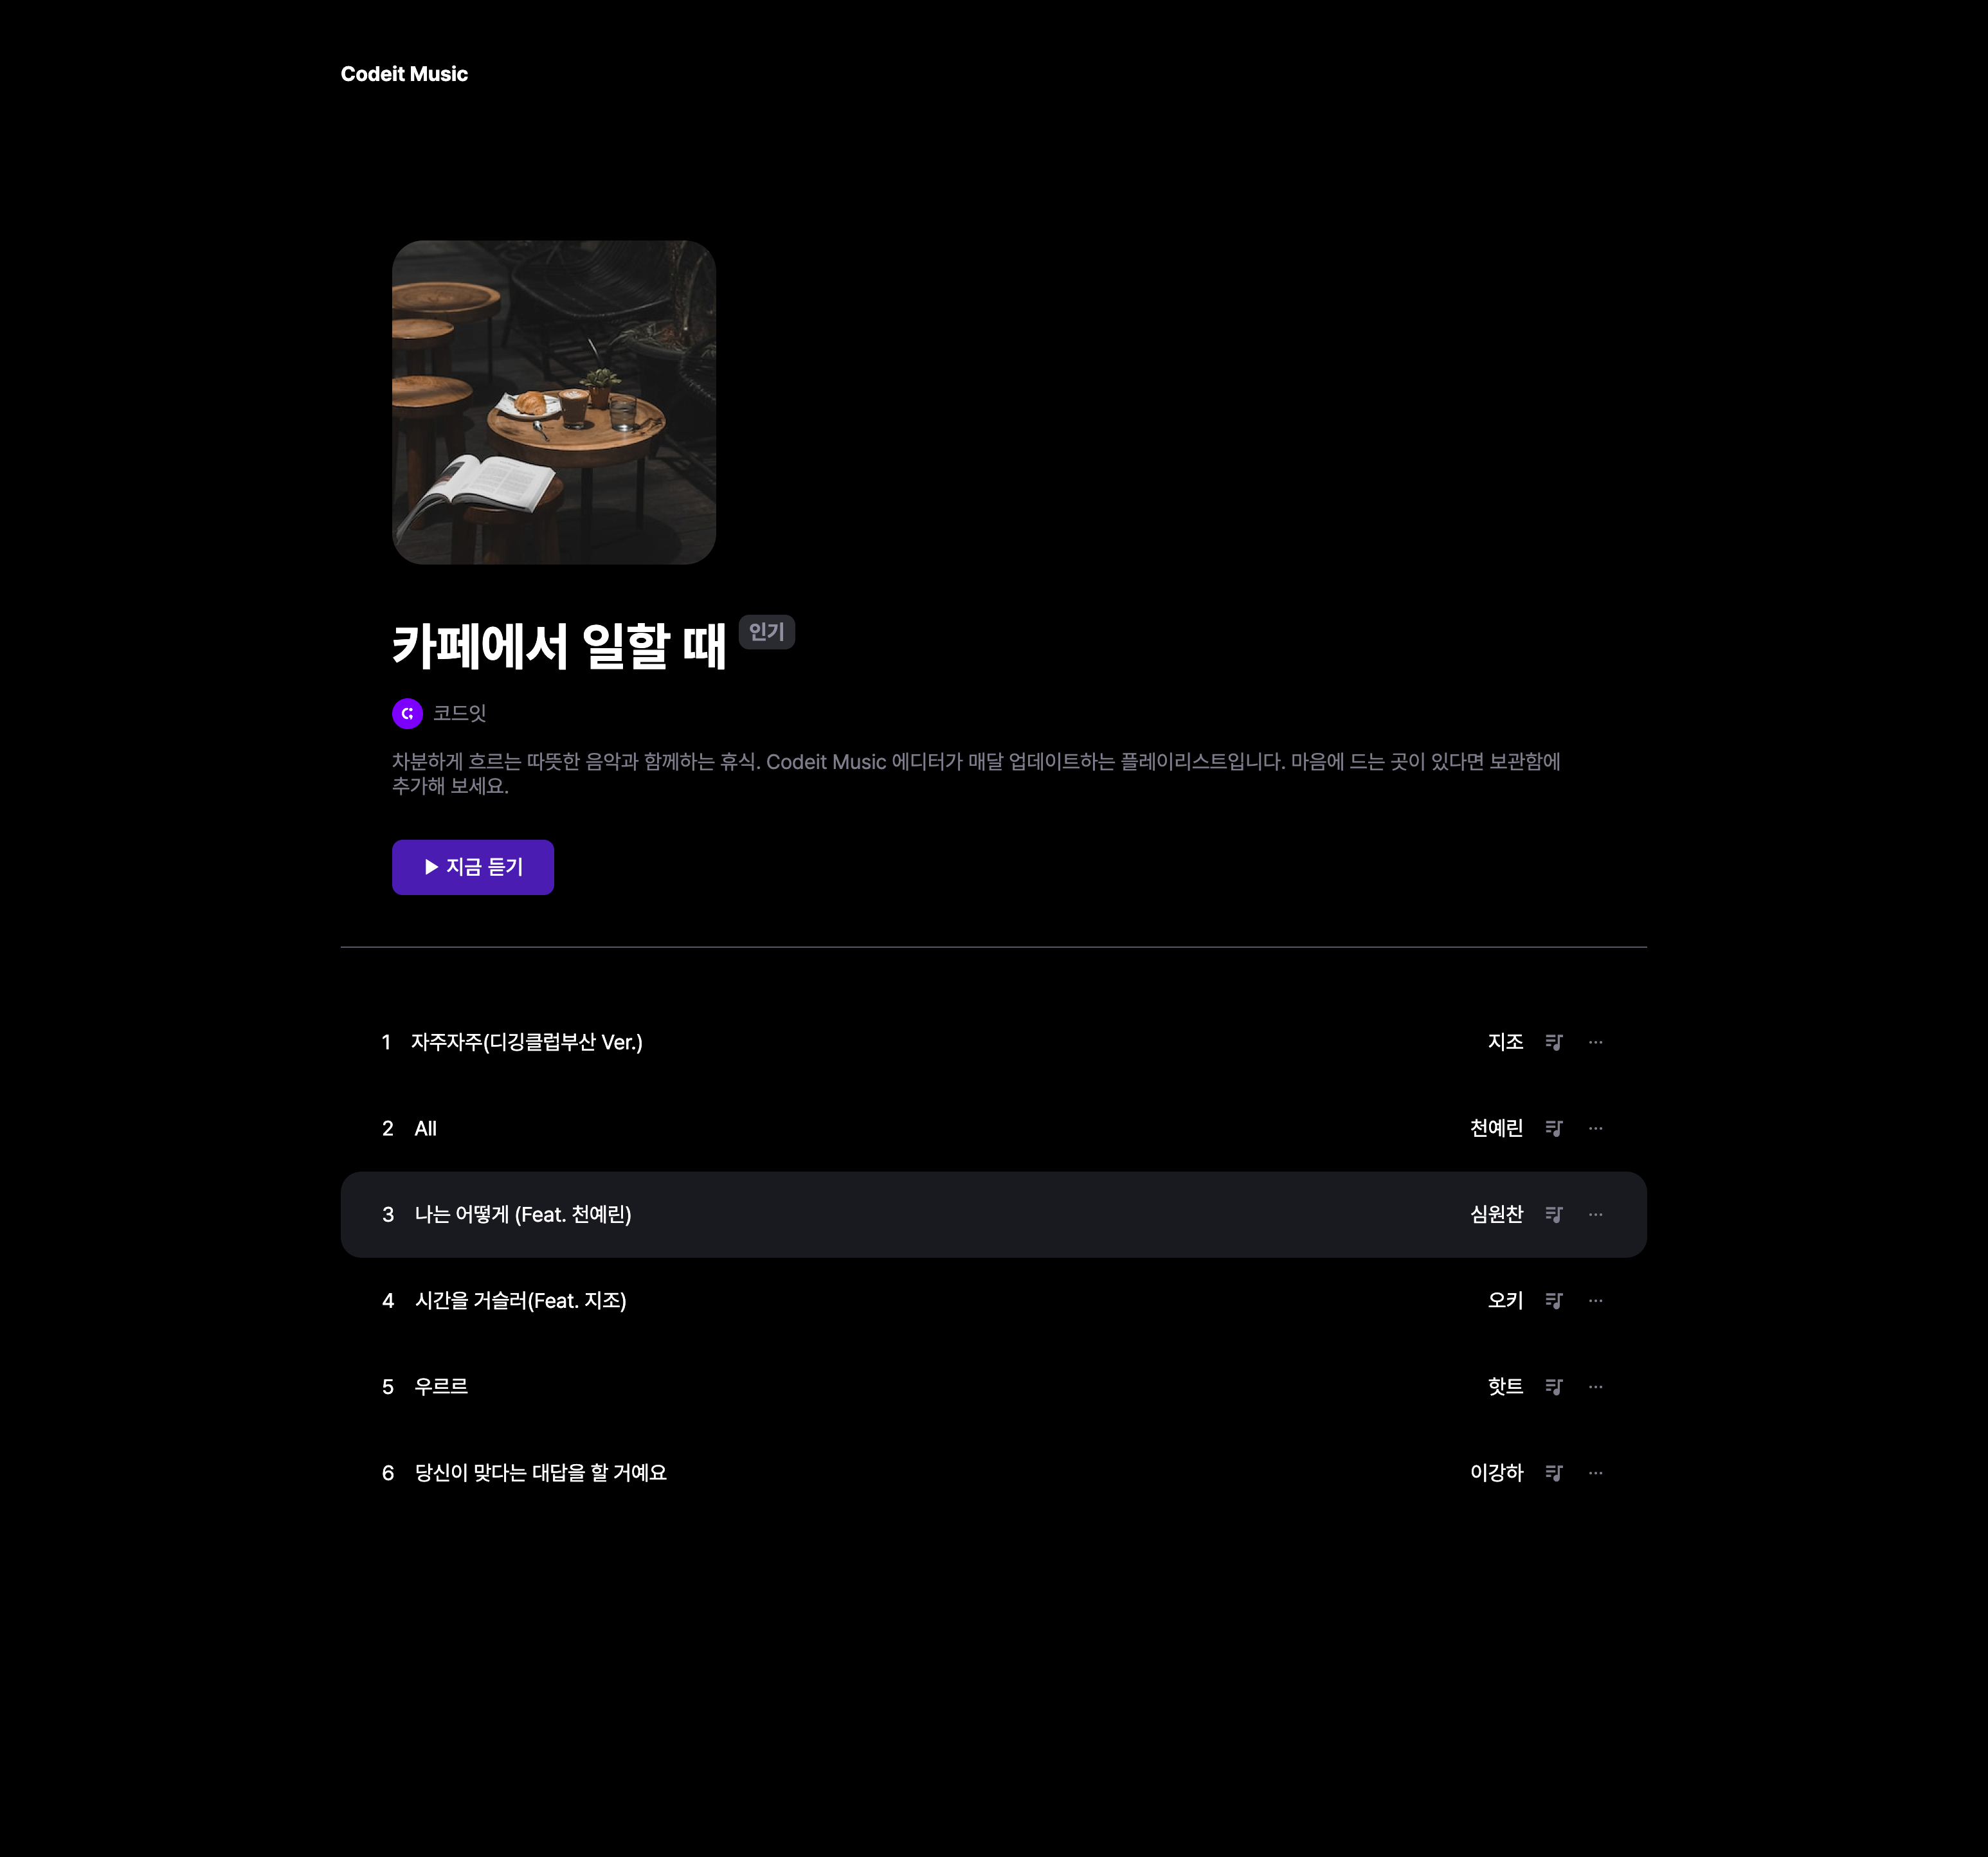 Codeit Music
카페에서 일할 때 인기
코드잇
차분하게 흐르는 따뜻한 음악과 함께하는 휴식. Codeit Music 에디터가 매달 업데이트하는 플레이리스트입니다. 마음에 드는 곳이 있다면 보관함에
추가해 보세요.
▶ 지금 듣기
1 자주자주(디깅클럽부산 Ver.) 지조 ···
2 All 천예린 ···
3 나는 어떻게 (Feat. 천예린) 심원찬 ···
4 시간을 거슬러(Feat. 지조) 오키 ···
5 우르르 핫트 ···
6 당신이 맞다는 대답을 할 거예요 이강하 ···